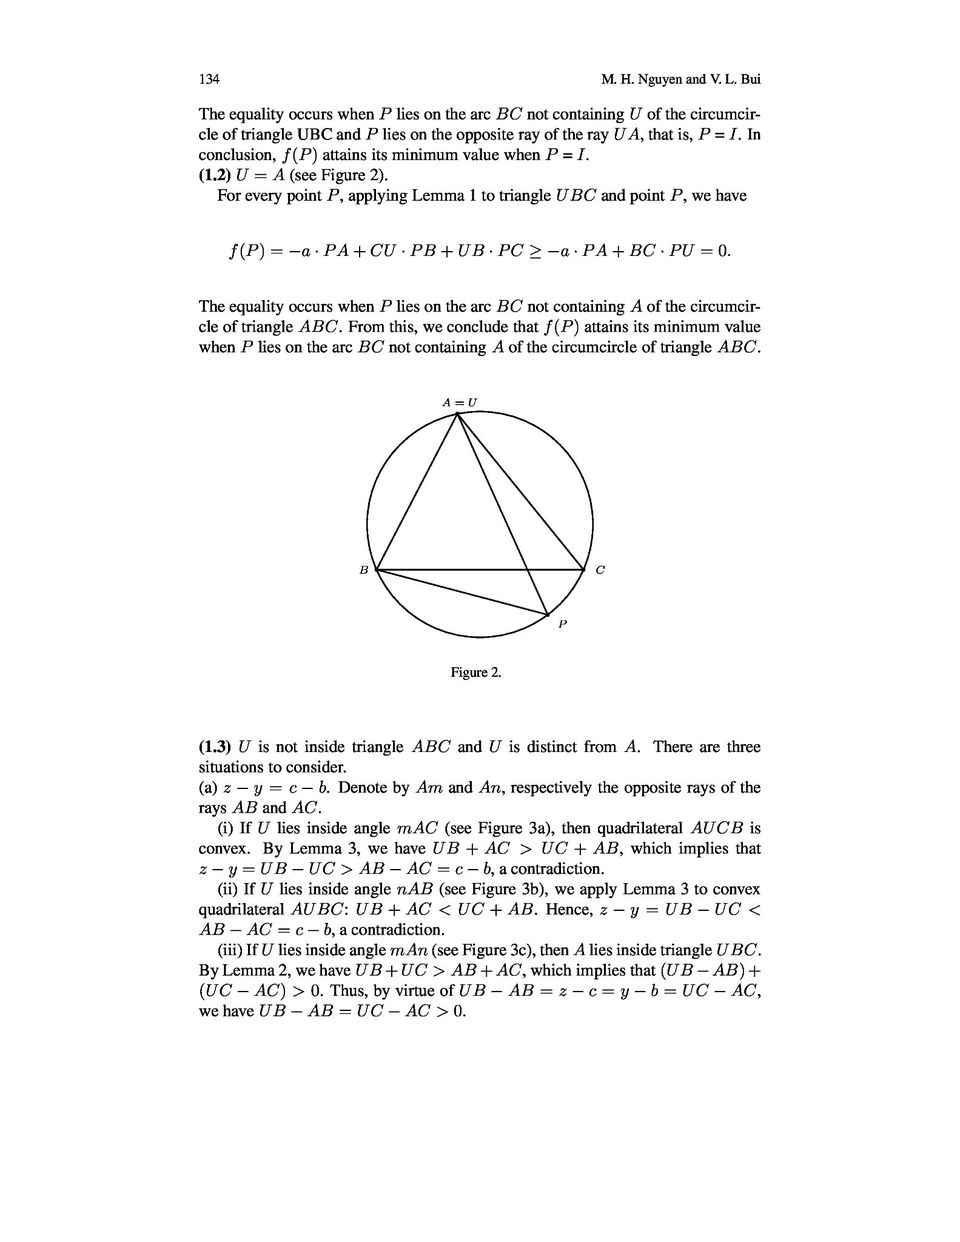 134
M. H. Nguyen and V. L. Bui
The equality occurs when P lies on the arc BC not containing U of the circumcir-
cle of triangle UBC and P lies on the opposite ray of the ray UA, that is, P = I. In
conclusion, f(P) attains its minimum value when P = I.
(1.2) U = A (see Figure 2).
For every point P, applying Lemma 1 to triangle UBC and point P, we have
f(P) = −a · PA + CU · PB + UB · PC ≥ −a · PA + BC · PU = 0.
The equality occurs when P lies on the arc BC not containing A of the circumcir-
cle of triangle ABC. From this, we conclude that f(P) attains its minimum value
when P lies on the arc BC not containing A of the circumcircle of triangle ABC.
A = U
B
C
P
Figure 2.
(1.3) U is not inside triangle ABC and U is distinct from A. There are three
situations to consider.
(a) z − y = c − b. Denote by Am and An, respectively the opposite rays of the
rays AB and AC.
(i) If U lies inside angle mAC (see Figure 3a), then quadrilateral AUCB is
convex. By Lemma 3, we have UB + AC > UC + AB, which implies that
z − y = UB − UC > AB − AC = c − b, a contradiction.
(ii) If U lies inside angle nAB (see Figure 3b), we apply Lemma 3 to convex
quadrilateral AUBC: UB + AC < UC + AB. Hence, z − y = UB − UC <
AB − AC = c − b, a contradiction.
(iii) If U lies inside angle mAn (see Figure 3c), then A lies inside triangle UBC.
By Lemma 2, we have UB + UC > AB + AC, which implies that (UB − AB) +
(UC − AC) > 0. Thus, by virtue of UB − AB = z − c = y − b = UC − AC,
we have UB − AB = UC − AC > 0.